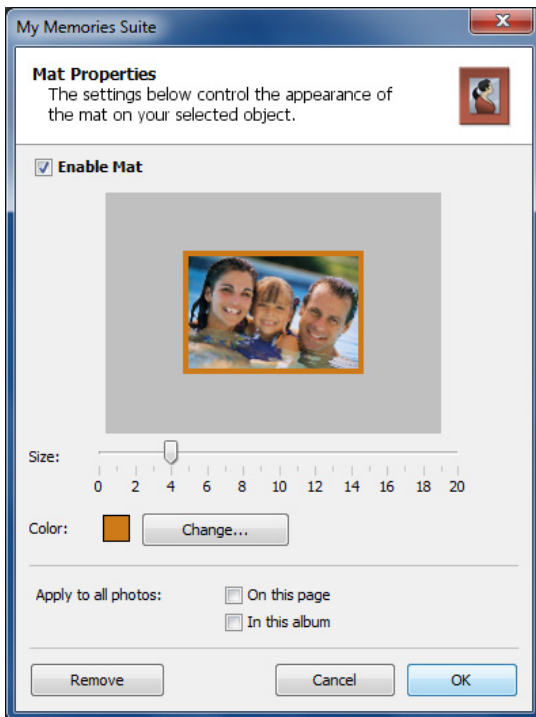 My Memories Suite
Mat Properties
The settings below control the appearance of
the mat on your selected object.
Enable Mat
Size:
0 2 4 6 8 10 12 14 16 18 20
Color:
Change...
Apply to all photos:
On this page
In this album
Remove Cancel OK